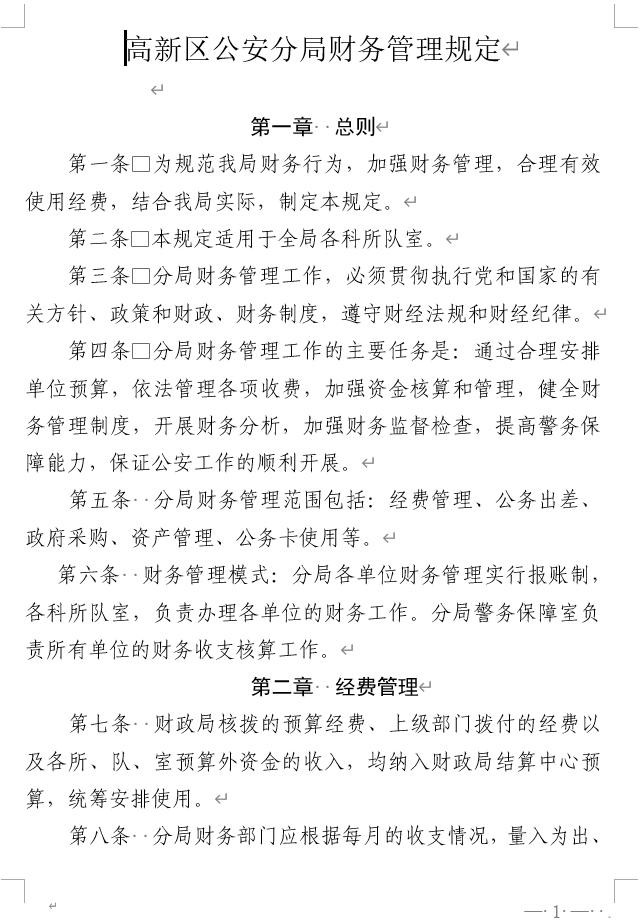 高新区公安分局财务管理规定
第一章 总则
第一条 为规范我局财务行为，加强财务管理，合理有效
使用经费，结合我局实际，制定本规定。
第二条 本规定适用于全局各科所队室。
第三条 分局财务管理工作，必须贯彻执行党和国家的有
关方针、政策和财政、财务制度，遵守财经法规和财经纪律。
第四条 分局财务管理工作的主要任务是：通过合理安排
单位预算，依法管理各项收费，加强资金核算和管理，健全财
务管理制度，开展财务分析，加强财务监督检查，提高警务保
障能力，保证公安工作的顺利开展。
第五条 分局财务管理范围包括：经费管理、公务出差、
政府采购、资产管理、公务卡使用等。
第六条 财务管理模式：分局各单位财务管理实行报账制，
各科所队室，负责办理各单位的财务工作。分局警务保障室负
责所有单位的财务收支核算工作。
第二章 经费管理
第七条 财政局核拨的预算经费、上级部门拨付的经费以
及各所、队、室预算外资金的收入，均纳入财政局结算中心预
算，统筹安排使用。
第八条 分局财务部门应根据每月的收支情况，量入为出、
— 1 —